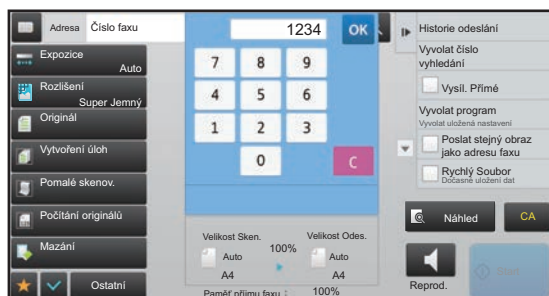 Adresa
Číslo faxu
1234
OK
Expozice
Auto
Rozlišení
Super Jemný
Originál
Vytvoření úloh
Pomalé skenov.
Počítání originálů
Mazání
Ostatní
7 8 9
4 5 6
1 2 3
0 C
Velikost Sken.
100%
Velikost Odes.
Auto
A4
Auto
A4
Paměť příjmu faxu : 100%
Historie odeslání
Vyvolat číslo
vyhledání
Vysíl. Přímé
Vyvolat program
Vyvolat uložená nastavení
Poslat stejný obraz
jako adresu faxu
Rychlý Soubor
Dočasné uložení dat
Náhled
CA
Reprod.
Start